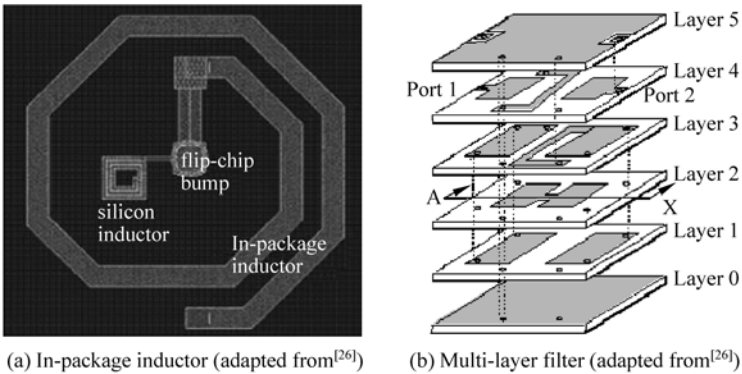 flip-chip
bump
silicon
inductor
In-package
inductor
(a) In-package inductor (adapted from[26])
Layer 5
Layer 4
Port 1
Port 2
Layer 3
Layer 2
A
X
Layer 1
Layer 0
(b) Multi-layer filter (adapted from[26])